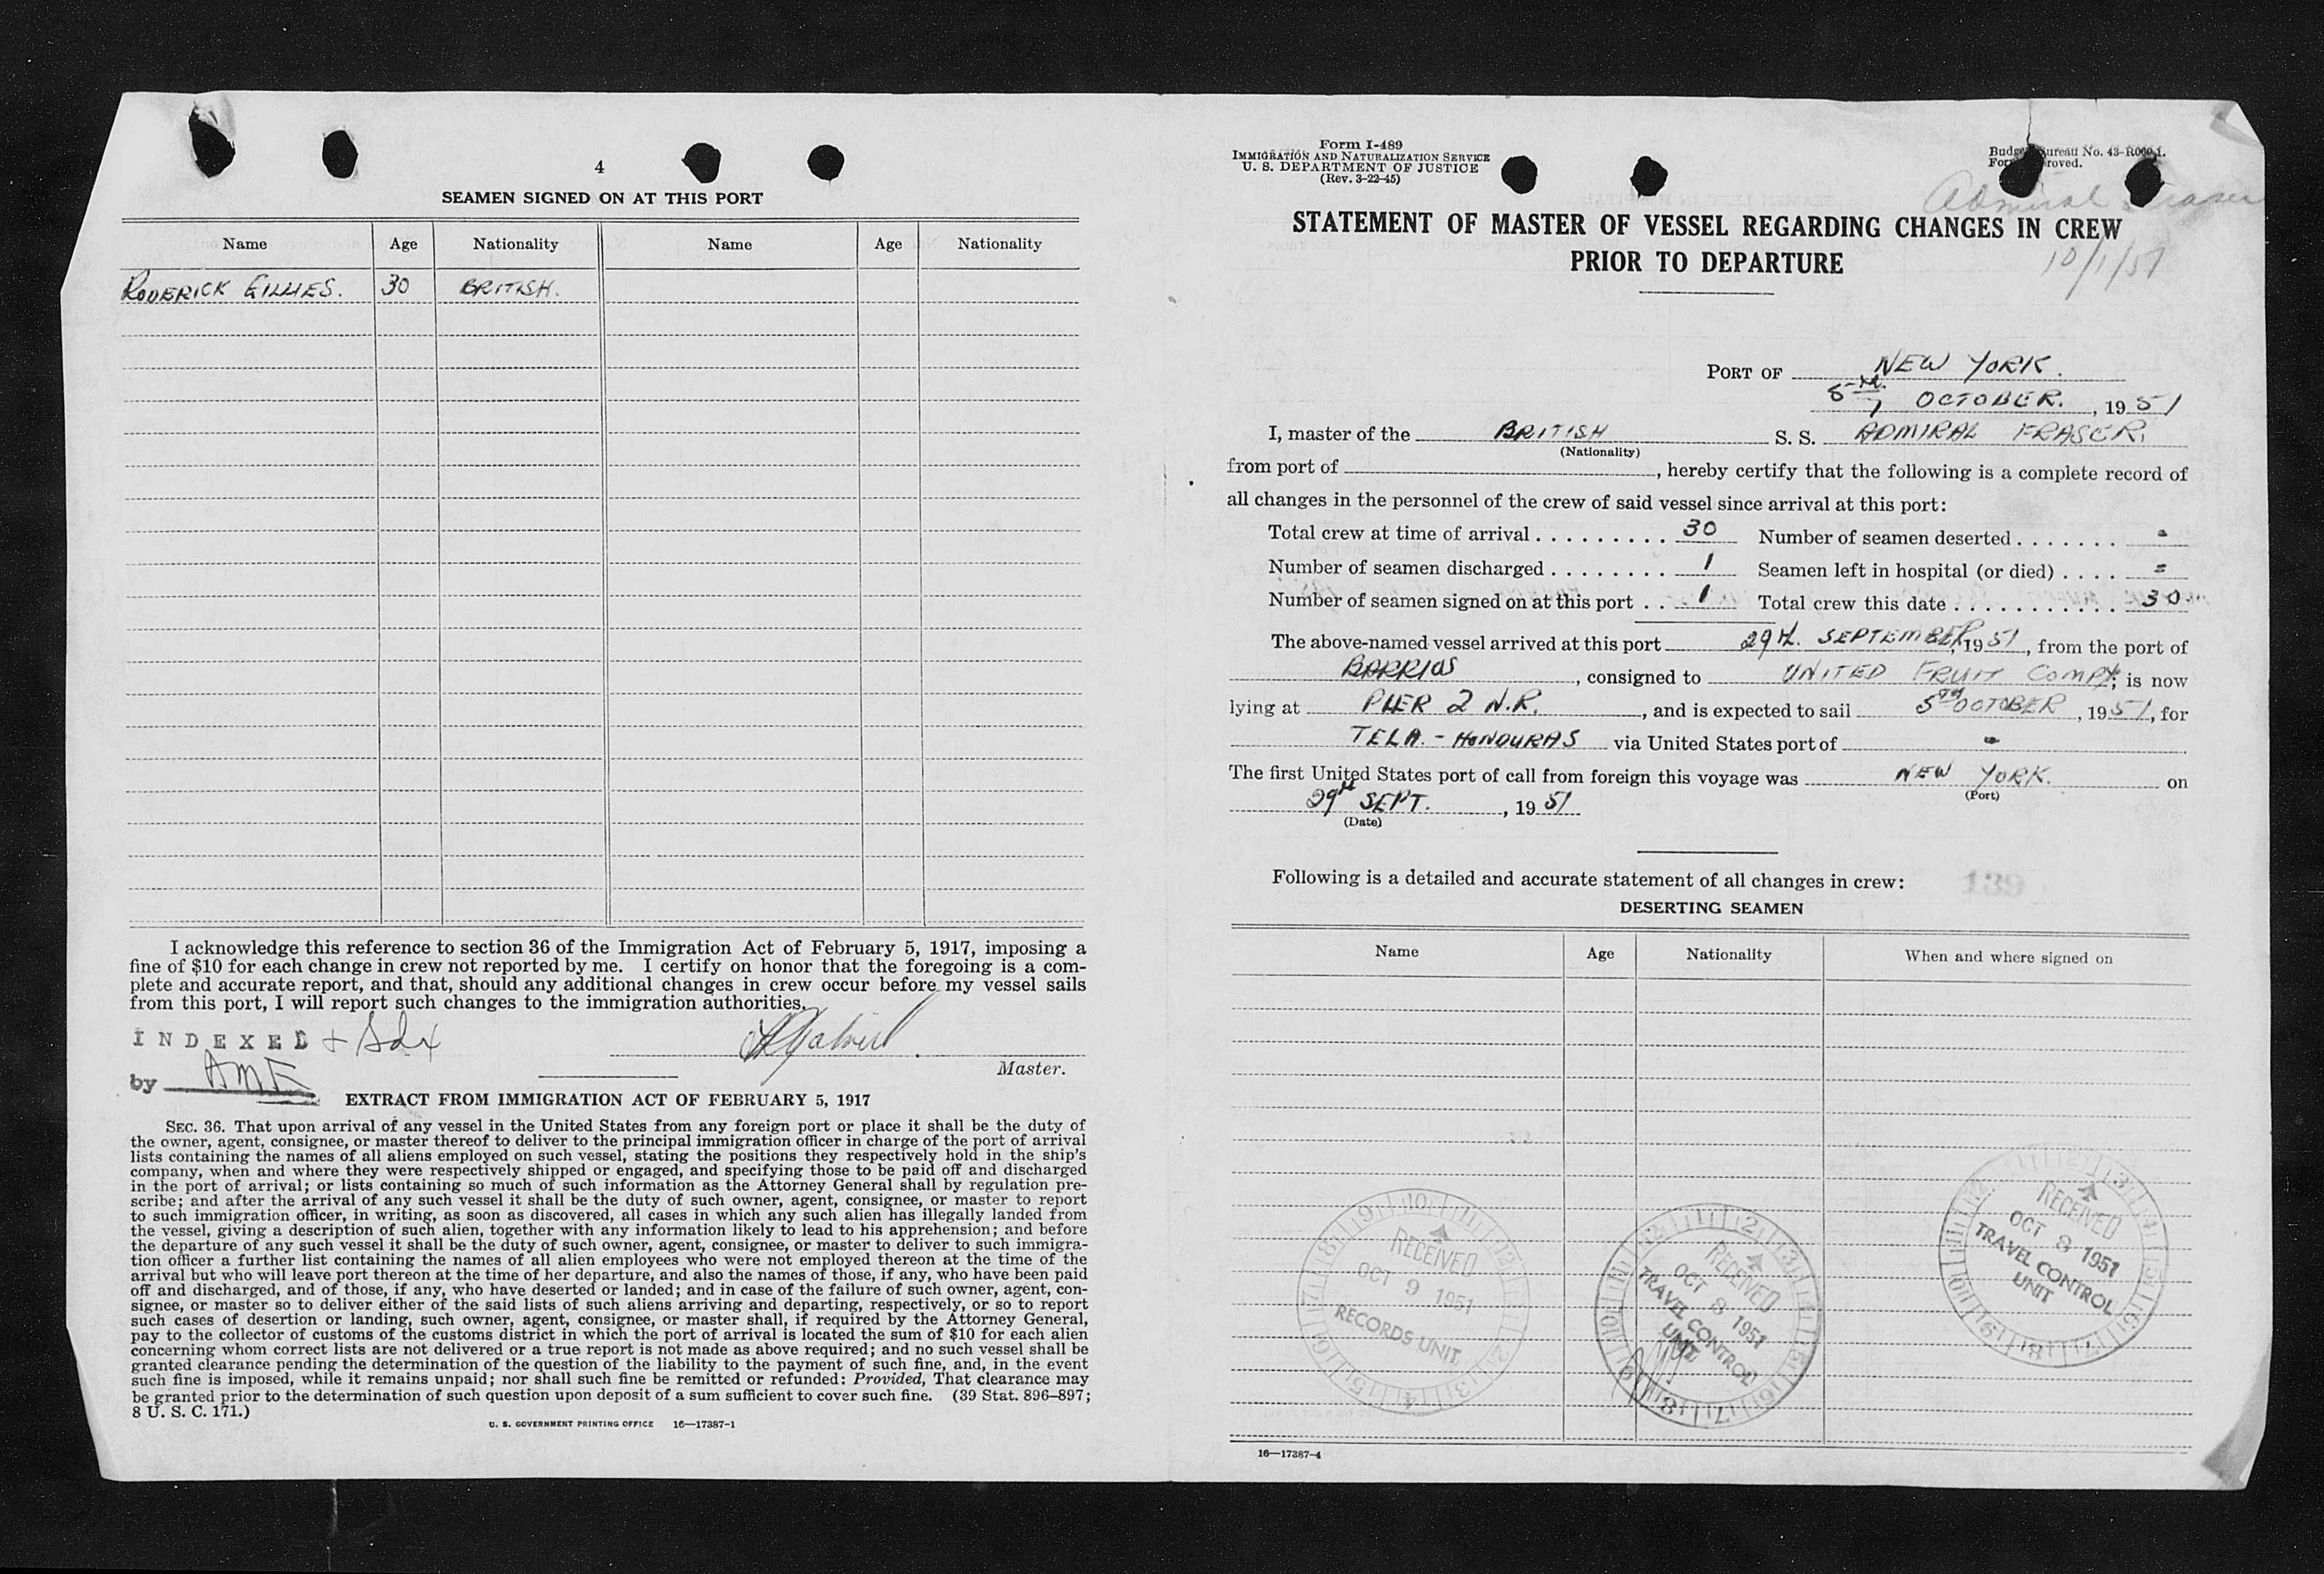 4
SEAMEN SIGNED ON AT THIS PORT
Name Age Nationality Name Age Nationality
RODERICK GILLIES. 30 BRITISH.
I acknowledge this reference to section 36 of the Immigration Act of February 5, 1917, imposing a
fine of $10 for each change in crew not reported by me. I certify on honor that the foregoing is a com-
plete and accurate report, and that, should any additional changes in crew occur before my vessel sails
from this port, I will report such changes to the immigration authorities.
INDEXED
Master.
by AMF
EXTRACT FROM IMMIGRATION ACT OF FEBRUARY 5, 1917
SEC. 36. That upon arrival of any vessel in the United States from any foreign port or place it shall be the duty of
the owner, agent, consignee, or master thereof to deliver to the principal immigration officer in charge of the port of arrival
lists containing the names of all aliens employed on such vessel, stating the positions they respectively hold in the ship's
company, when and where they were respectively shipped or engaged, and specifying those to be paid off and discharged
in the port of arrival; or lists containing so much of such information as the Attorney General shall by regulation pre-
scribe; and after the arrival of any such vessel it shall be the duty of such owner, agent, consignee, or master to report
to such immigration officer, in writing, as soon as discovered, all cases in which any such alien has illegally landed from
the vessel, giving a description of such alien, together with any information likely to lead to his apprehension; and before
the departure of any such vessel it shall be the duty of such owner, agent, consignee, or master to deliver to such immigra-
tion officer a further list containing the names of all alien employees who were not employed thereon at the time of the
arrival but who will leave port thereon at the time of her departure, and also the names of those, if any, who have been paid
off and discharged, and of those, if any, who have deserted or landed; and in case of the failure of such owner, agent, con-
signee, or master so to deliver either of the said lists of such aliens arriving and departing, respectively, or so to report
such cases of desertion or landing, such owner, agent, consignee, or master shall, if required by the Attorney General,
pay to the collector of customs of the customs district in which the port of arrival is located the sum of $10 for each alien
concerning whom correct lists are not delivered or a true report is not made as above required; and no such vessel shall be
granted clearance pending the determination of the question of the liability to the payment of such fine, and, in the event
such fine is imposed, while it remains unpaid; nor shall such fine be remitted or refunded: Provided, That clearance may
be granted prior to the determination of such question upon deposit of a sum sufficient to cover such fine. (39 Stat. 896–897;
8 U. S. C. 171.)
U. S. GOVERNMENT PRINTING OFFICE 16—17387-1
Form I-489
IMMIGRATION AND NATURALIZATION SERVICE
U. S. DEPARTMENT OF JUSTICE
(Rev. 3-22-45)
Budget Bureau No. 43-R060.1.
Form approved.
Admiral Fraser
10/1/51
STATEMENT OF MASTER OF VESSEL REGARDING CHANGES IN CREW
PRIOR TO DEPARTURE
PORT OF NEW YORK.
5TH OCTOBER. , 19 51
I, master of the BRITISH S. S. ADMIRAL FRASER.
(Nationality)
from port of , hereby certify that the following is a complete record of
all changes in the personnel of the crew of said vessel since arrival at this port:
Total crew at time of arrival . . . . . . . . . 30 Number of seamen deserted . . . . . . . -
Number of seamen discharged . . . . . . . . 1 Seamen left in hospital (or died) . . . . =
Number of seamen signed on at this port . . . 1 Total crew this date . . . . . . . . . . . 30
The above-named vessel arrived at this port 29th. SEPTEMBER, 19 51, from the port of
BARRIOS , consigned to UNITED FRUIT COMPY; is now
lying at PIER 2 N.R. , and is expected to sail 5TH OCTOBER , 19 51, for
TELA. - HONDURAS via United States port of -
The first United States port of call from foreign this voyage was NEW YORK. on
(Port)
29th SEPT. , 19 51
(Date)
Following is a detailed and accurate statement of all changes in crew: 139
DESERTING SEAMEN
Name Age Nationality When and where signed on
RECEIVED
OCT 9 1951
RECORDS UNIT
RECEIVED
OCT 8 1951
TRAVEL CONTROL
UNIT
RECEIVED
OCT 8 1951
TRAVEL CONTROL
UNIT
16—17387-4